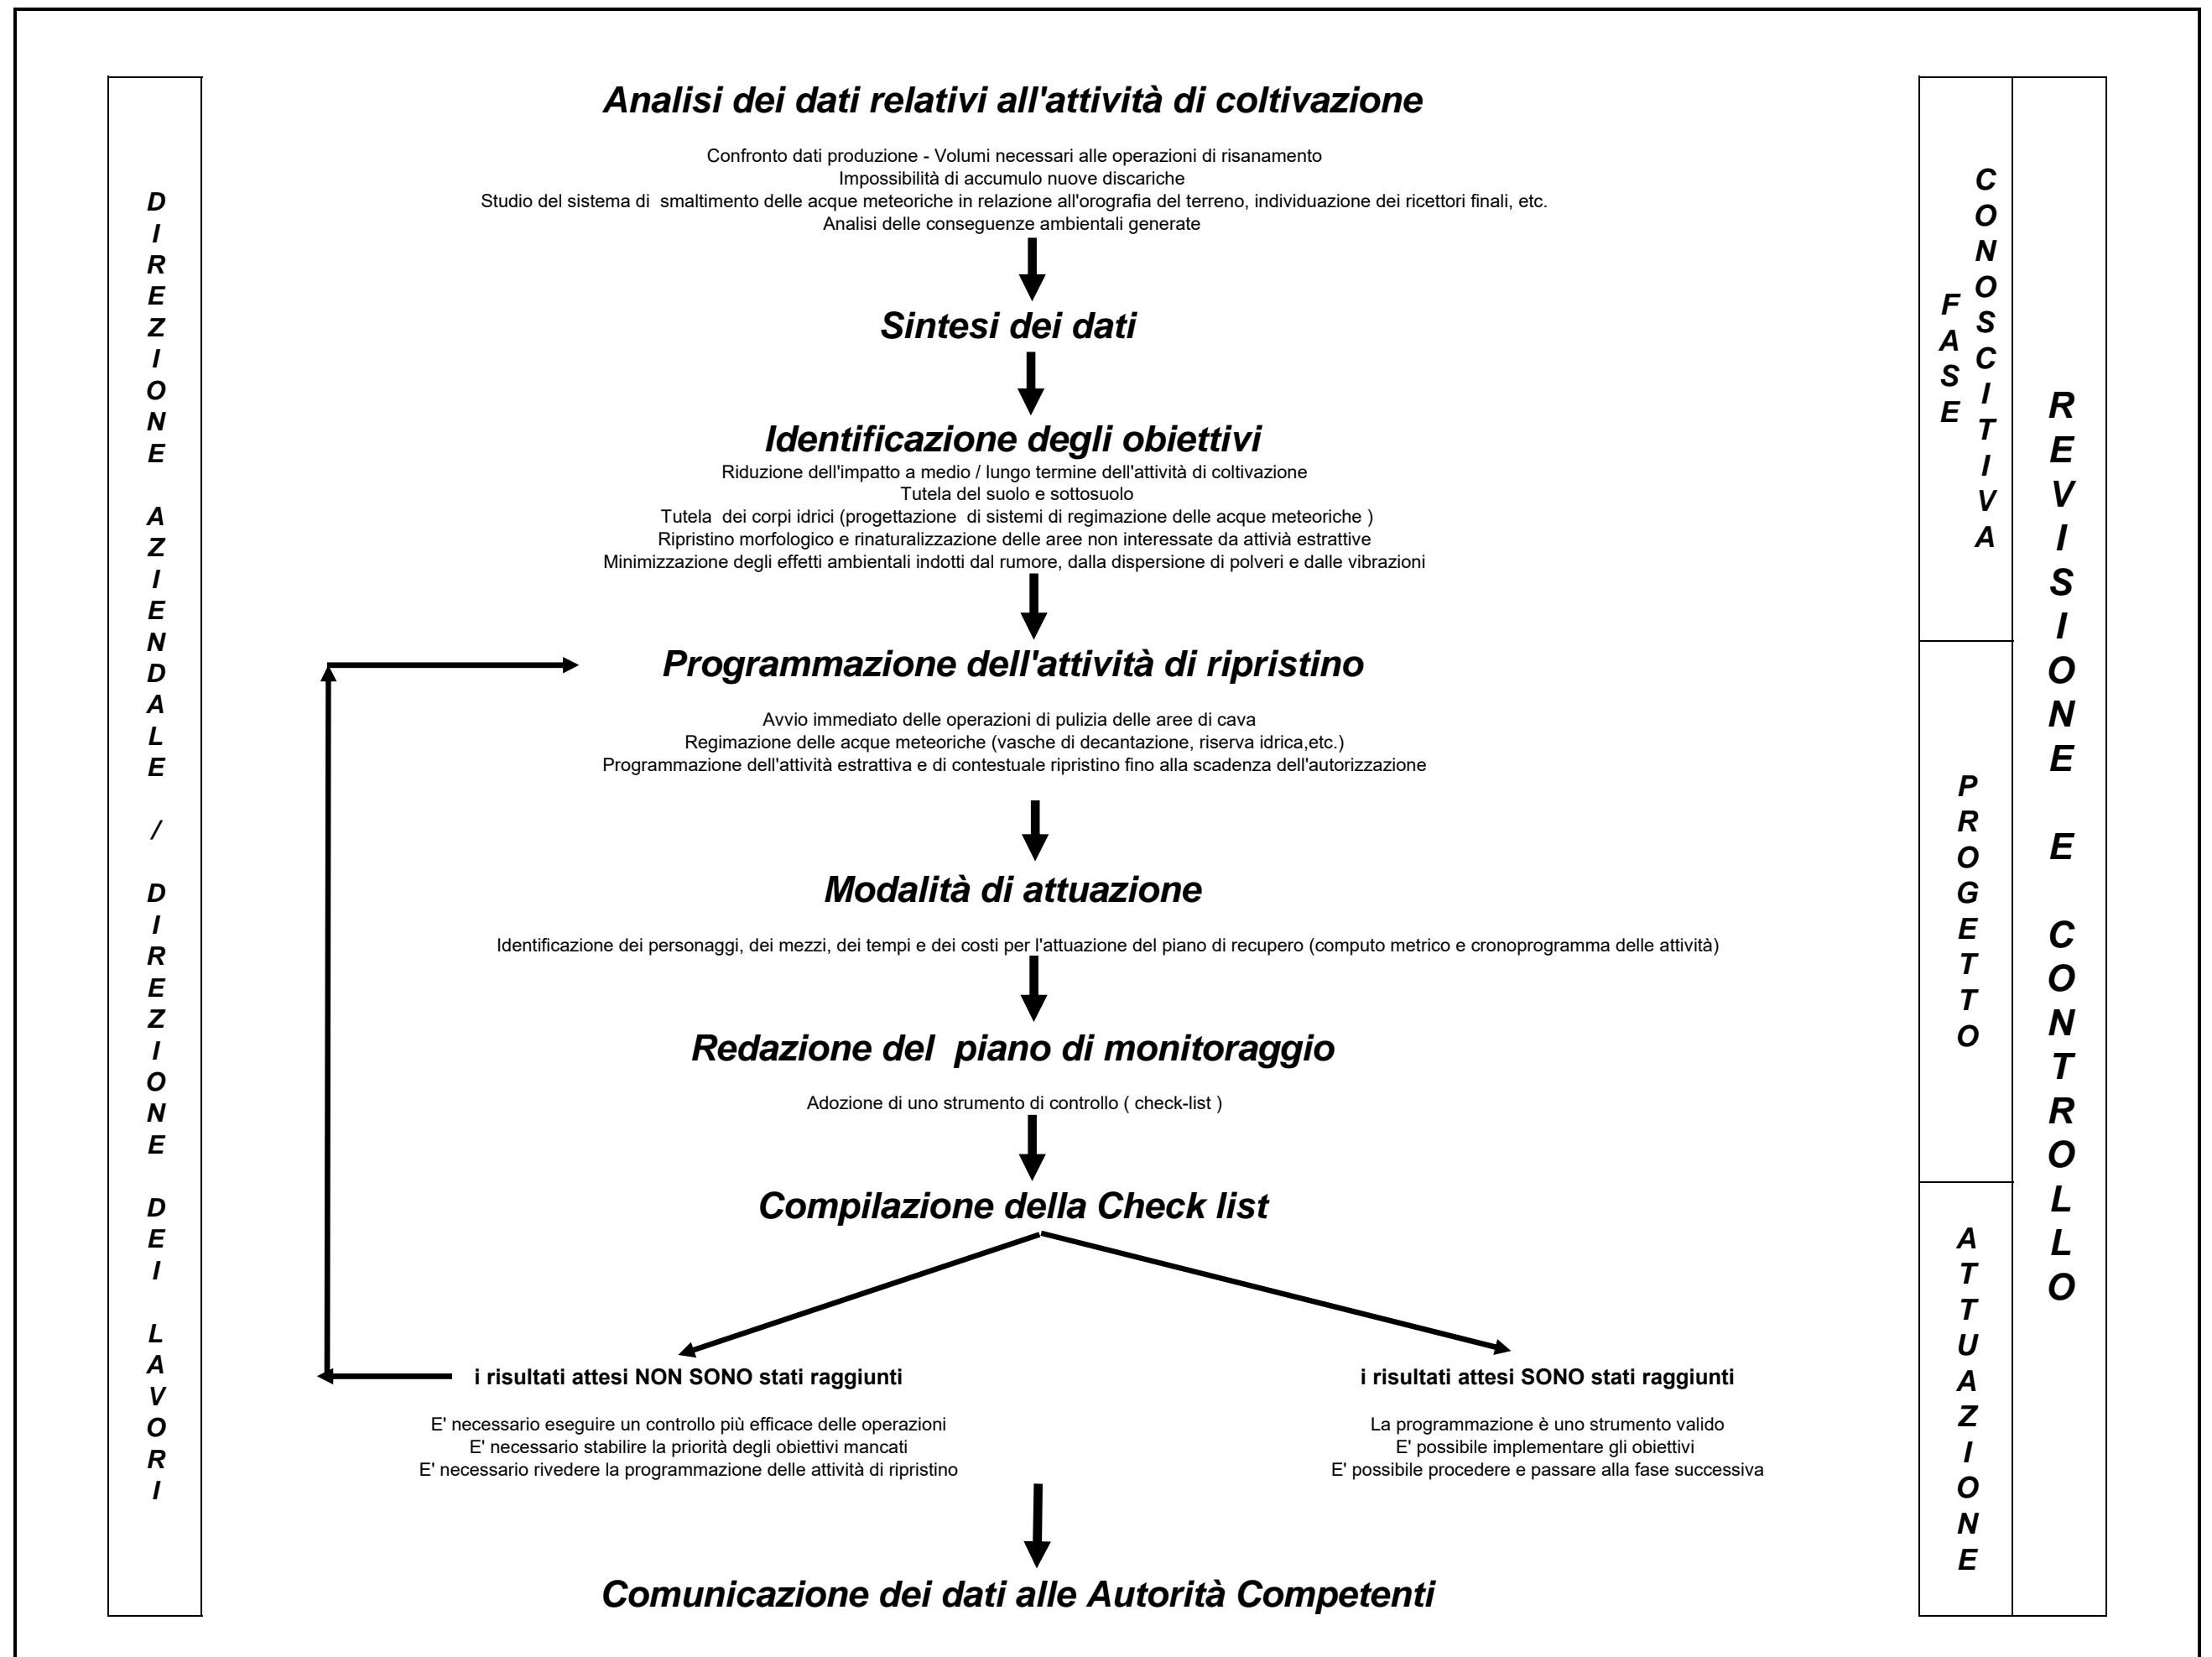 DIREZIONE AZIENDALE / DIREZIONE DEI LAVORI
Analisi dei dati relativi all'attività di coltivazione
Confronto dati produzione - Volumi necessari alle operazioni di risanamento
Impossibilità di accumulo nuove discariche
Studio del sistema di smaltimento delle acque meteoriche in relazione all'orografia del terreno, individuazione dei ricettori finali, etc.
Analisi delle conseguenze ambientali generate
Sintesi dei dati
Identificazione degli obiettivi
Riduzione dell'impatto a medio / lungo termine dell'attività di coltivazione
Tutela del suolo e sottosuolo
Tutela dei corpi idrici (progettazione di sistemi di regimazione delle acque meteoriche )
Ripristino morfologico e rinaturalizzazione delle aree non interessate da attivià estrattive
Minimizzazione degli effetti ambientali indotti dal rumore, dalla dispersione di polveri e dalle vibrazioni
Programmazione dell'attività di ripristino
Avvio immediato delle operazioni di pulizia delle aree di cava
Regimazione delle acque meteoriche (vasche di decantazione, riserva idrica,etc.)
Programmazione dell'attività estrattiva e di contestuale ripristino fino alla scadenza dell'autorizzazione
Modalità di attuazione
Identificazione dei personaggi, dei mezzi, dei tempi e dei costi per l'attuazione del piano di recupero (computo metrico e cronoprogramma delle attività)
Redazione del piano di monitoraggio
Adozione di uno strumento di controllo ( check-list )
Compilazione della Check list
i risultati attesi NON SONO stati raggiunti
E' necessario eseguire un controllo più efficace delle operazioni
E' necessario stabilire la priorità degli obiettivi mancati
E' necessario rivedere la programmazione delle attività di ripristino
i risultati attesi SONO stati raggiunti
La programmazione è uno strumento valido
E' possibile implementare gli obiettivi
E' possibile procedere e passare alla fase successiva
Comunicazione dei dati alle Autorità Competenti
FASE
CONOSCITIVA
PROGETTO
ATTUAZIONE
REVISIONE E CONTROLLO